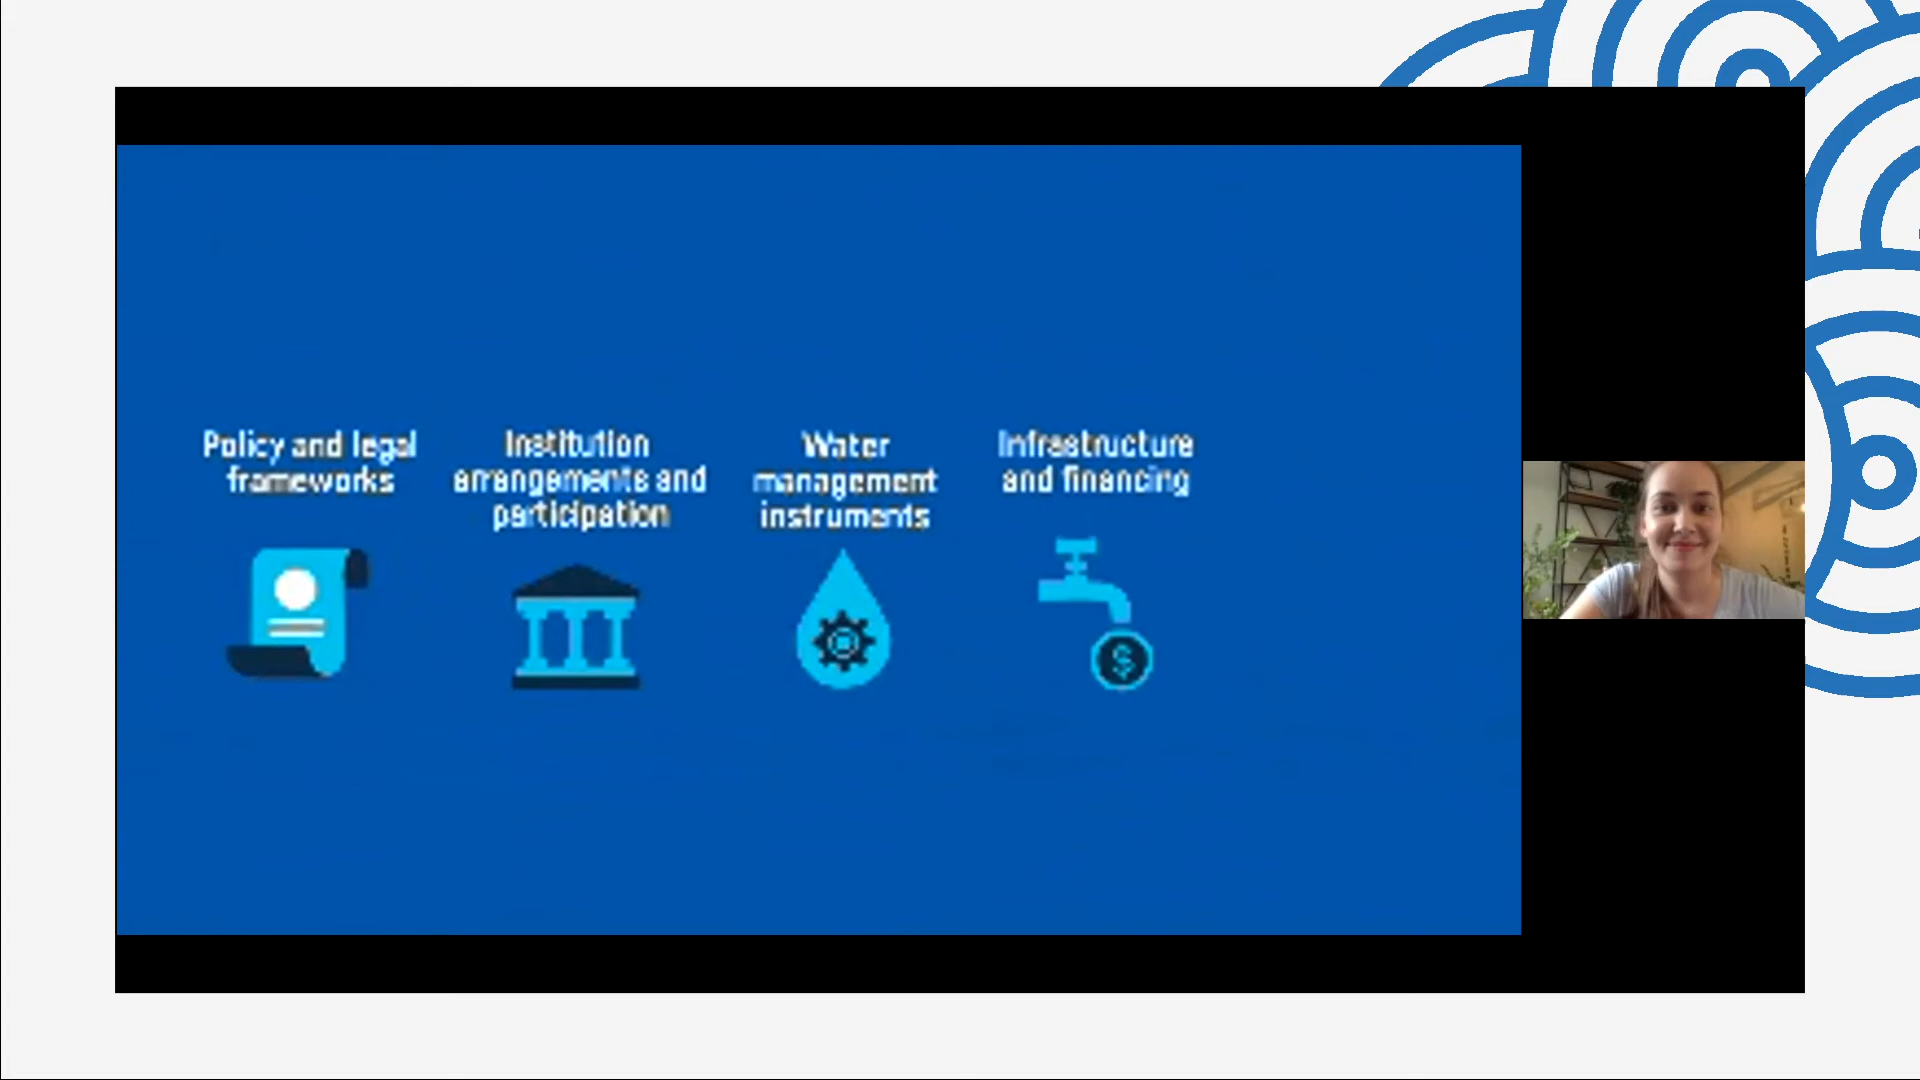 Policy and legal
frameworks
Institution
arrangements and
participation
Water
management
instruments
Infrastructure
and financing
$